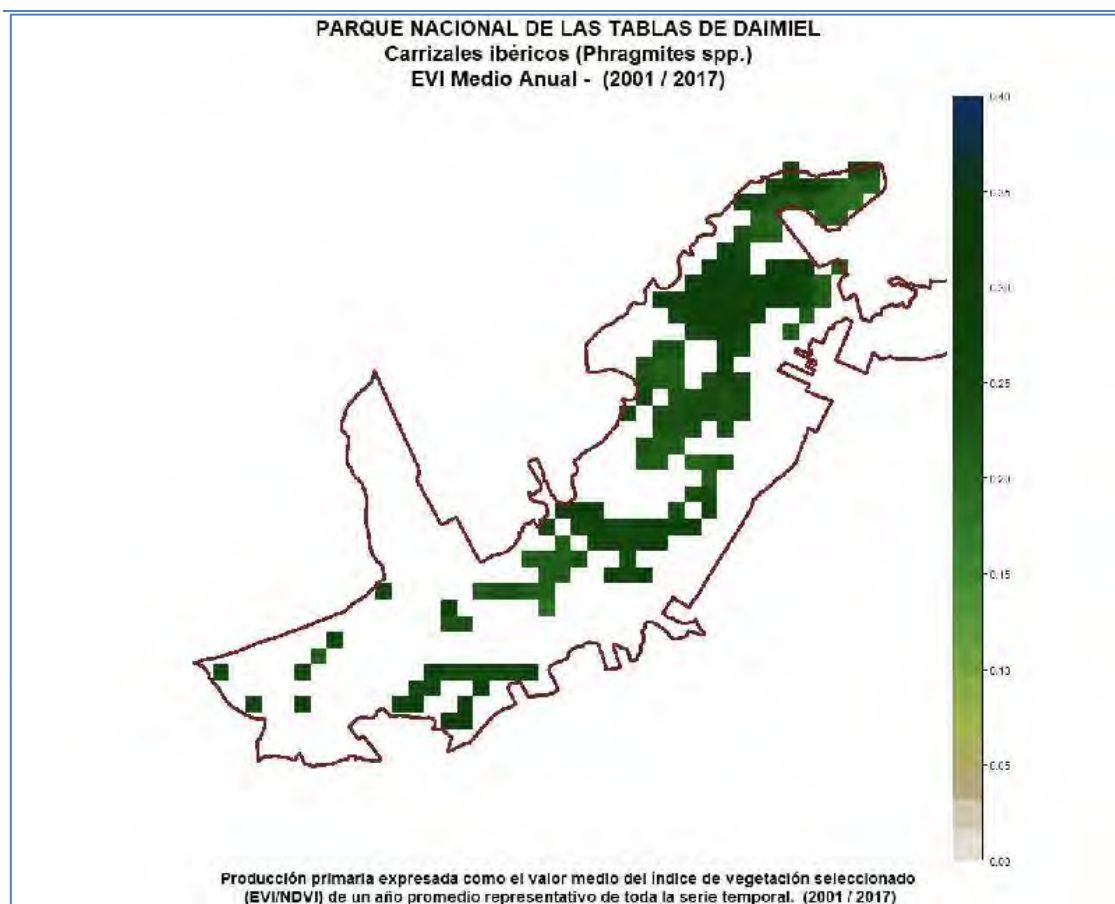 PARQUE NACIONAL DE LAS TABLAS DE DAIMIEL
Carrizales ibéricos (Phragmites spp.)
EVI Medio Anual - (2001 / 2017)
0.40
0.35
0.30
0.25
0.20
0.15
0.10
0.05
0.00
Producción primaria expresada como el valor medio del índice de vegetación seleccionado
(EVI/NDVI) de un año promedio representativo de toda la serie temporal. (2001 / 2017)